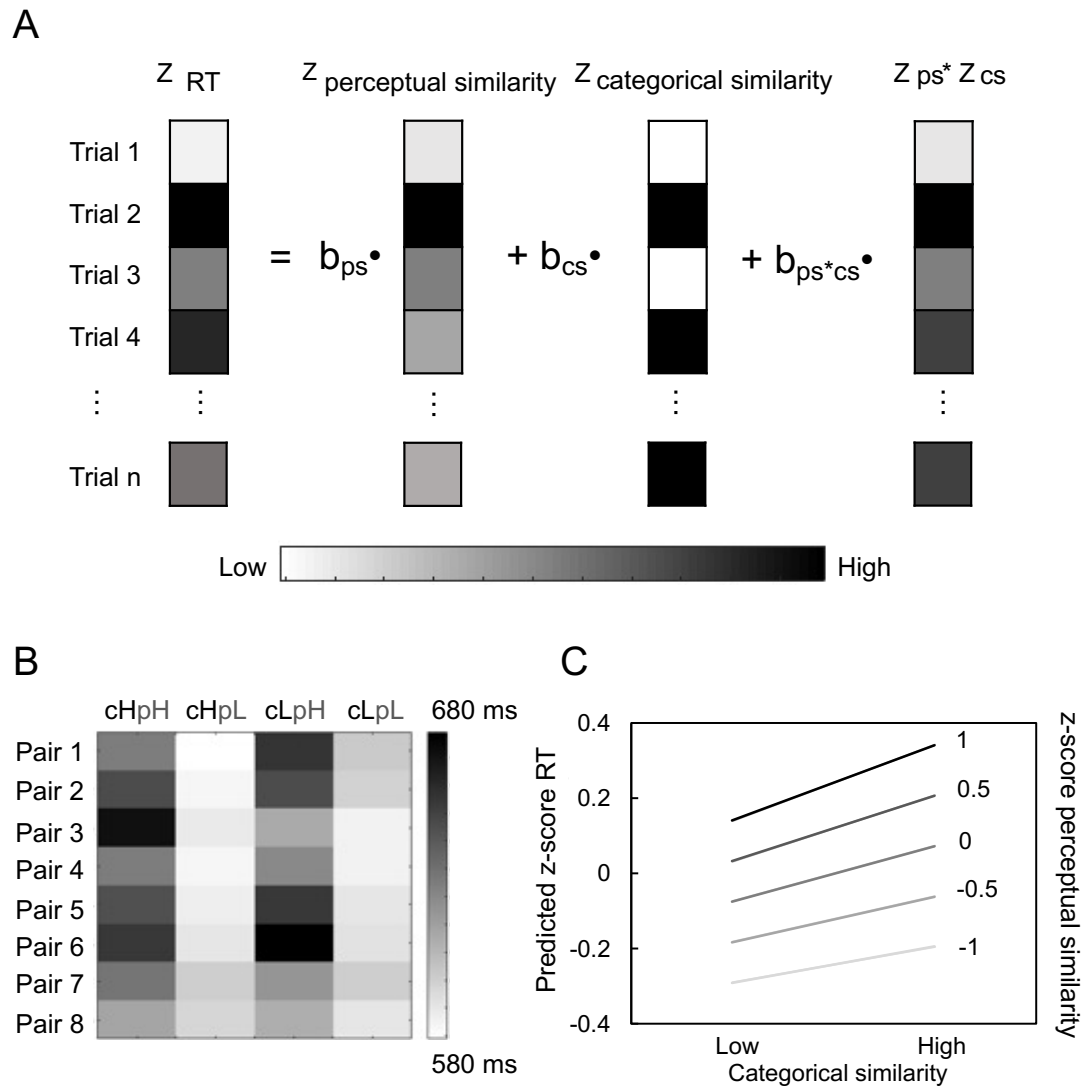 A
Z RT
Z perceptual similarity
Z categorical similarity
Z ps* Z cs
Trial 1
Trial 2
Trial 3
Trial 4
⋮ ⋮ ⋮ ⋮ ⋮
Trial n
= bps• + bcs• + bps*cs•
Low High
B
cHpH cHpL cLpH cLpL
680 ms
Pair 1
Pair 2
Pair 3
Pair 4
Pair 5
Pair 6
Pair 7
Pair 8
580 ms
C
Predicted z-score RT
0.4
0.2
0
-0.2
-0.4
1
0.5
0
-0.5
-1
z-score perceptual similarity
Low High
Categorical similarity